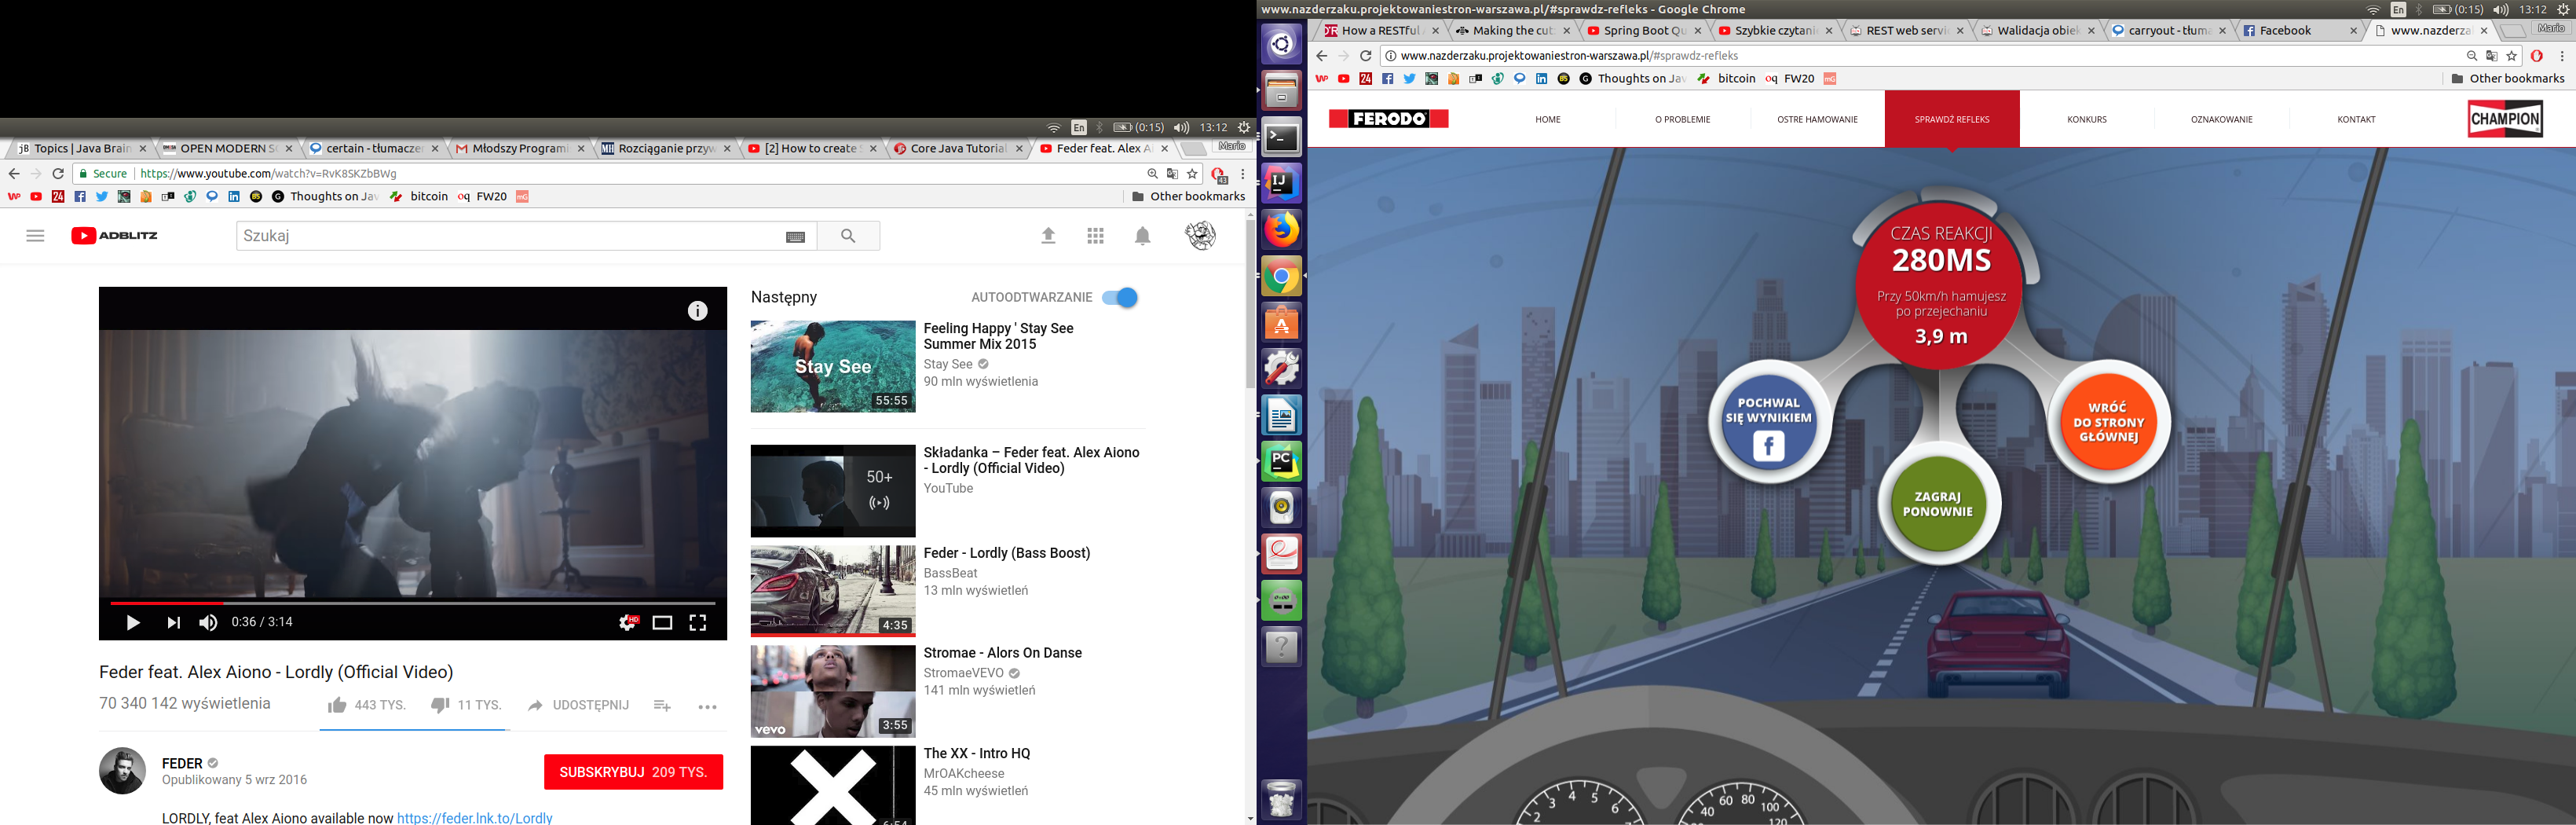 En (0:15) 13:12
Topics | Java Brain
OPEN MODERN SO
certain - tłumacze
Młodszy Programi
Rozciąganie przyw
[2] How to create
Core Java Tutorial
Feder feat. Alex A
Mario
Secure https://www.youtube.com/watch?v=RvK8SKZbBWg
Thoughts on Jav bitcoin FW20 Other bookmarks
ADBLITZ
Szukaj
Następny
AUTOODTWARZANIE
Stay See
55:55
Feeling Happy ' Stay See
Summer Mix 2015
Stay See
90 mln wyświetlenia
50+
Składanka – Feder feat. Alex Aiono
- Lordly (Official Video)
YouTube
4:35
Feder - Lordly (Bass Boost)
BassBeat
13 mln wyświetleń
vevo
3:55
Stromae - Alors On Danse
StromaeVEVO
141 mln wyświetleń
The XX - Intro HQ
MrOAKcheese
45 mln wyświetleń
6:54
0:36 / 3:14
HD
Feder feat. Alex Aiono - Lordly (Official Video)
70 340 142 wyświetlenia
443 TYS. 11 TYS. UDOSTĘPNIJ
FEDER
Opublikowany 5 wrz 2016
SUBSKRYBUJ 209 TYS.
LORDLY, feat Alex Aiono available now https://feder.lnk.to/Lordly
www.nazderzaku.projektowaniestron-warszawa.pl/#sprawdz-refleks - Google Chrome
En (0:15) 13:12
How a RESTful
Making the cut
Spring Boot Qu
Szybkie czytani
REST web servi
Walidacja obiek
carryout - tłuma
Facebook
www.nazderza
Mario
www.nazderzaku.projektowaniestron-warszawa.pl/#sprawdz-refleks
Thoughts on Jav bitcoin FW20 Other bookmarks
FERODO
HOME
O PROBLEMIE
OSTRE HAMOWANIE
SPRAWDŹ REFLEKS
KONKURS
OZNAKOWANIE
KONTAKT
CHAMPION
CZAS REAKCJI
280MS
Przy 50km/h hamujesz
po przejechaniu
3,9 m
POCHWAL
SIĘ WYNIKIEM
f
WRÓĆ
DO STRONY
GŁÓWNEJ
ZAGRAJ
PONOWNIE
2 3 4 5 6
40 60 80 100 120